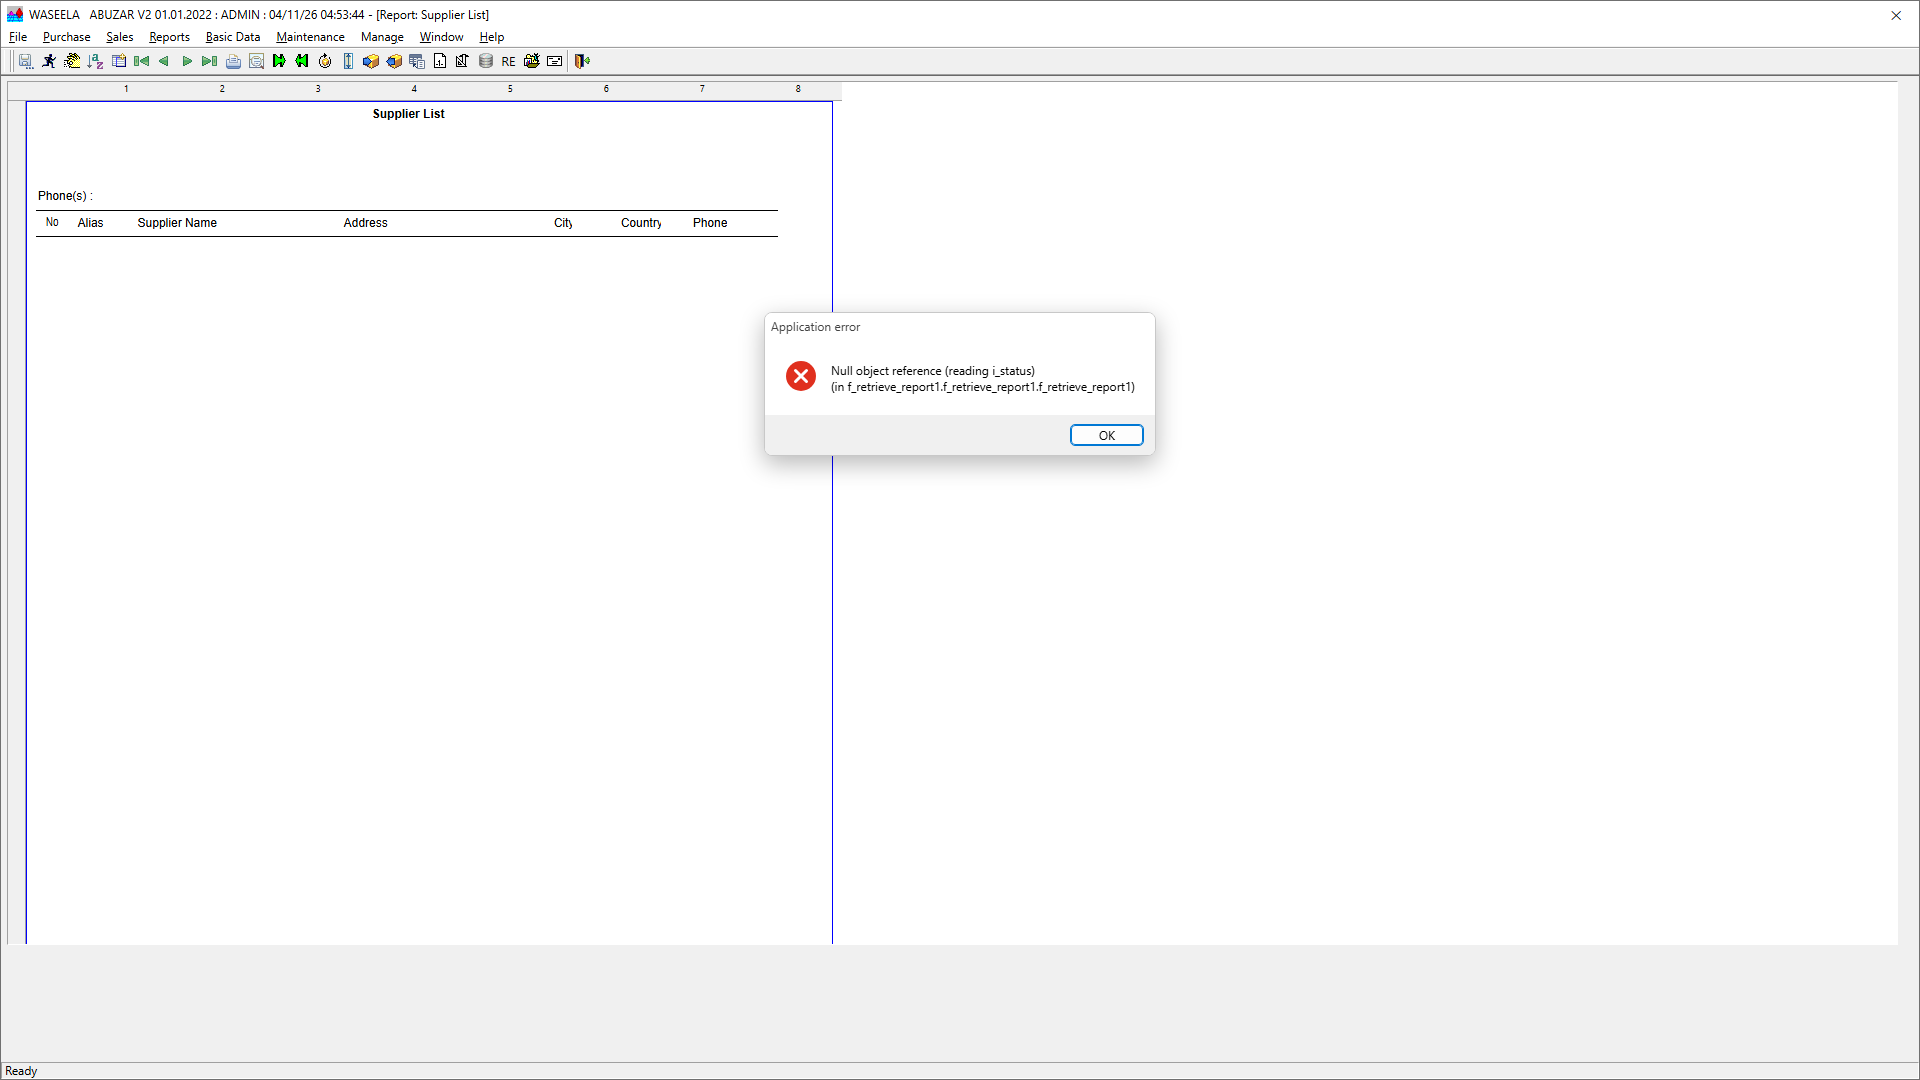 WASEELA   ABUZAR V2 01.01.2022 : ADMIN : 04/11/26 04:53:44 - [Report: Supplier List]
File Purchase Sales Reports Basic Data Maintenance Manage Window Help
RE
1 2 3 4 5 6 7 8
Supplier List
Phone(s) :
No Alias Supplier Name Address City Country Phone
Application error
Null object reference (reading i_status)
(in f_retrieve_report1.f_retrieve_report1.f_retrieve_report1)
OK
Ready